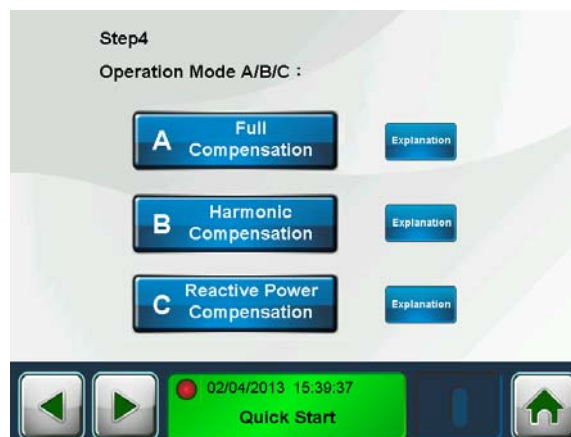 Step4
Operation Mode A/B/C :
A Full Compensation
Explanation
B Harmonic Compensation
Explanation
C Reactive Power Compensation
Explanation
02/04/2013 15:39:37
Quick Start